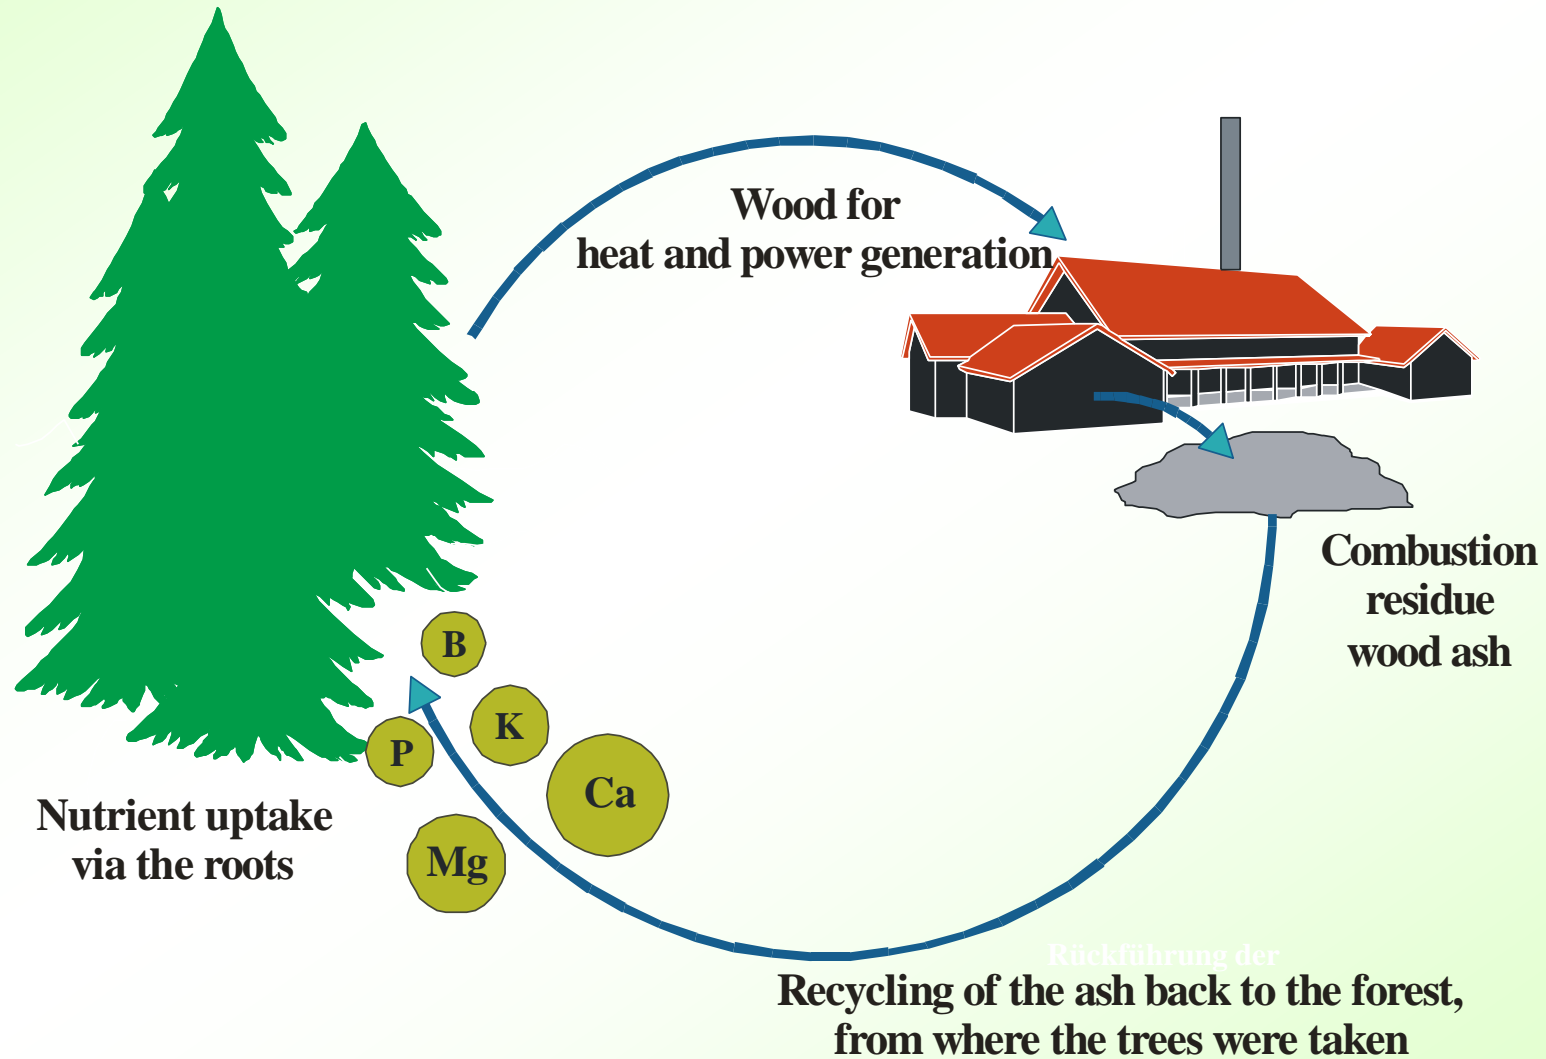 Wood for
heat and power generation
Combustion
residue
wood ash
B
K
P
Ca
Mg
Nutrient uptake
via the roots
Rückführung der
Recycling of the ash back to the forest,
from where the trees were taken